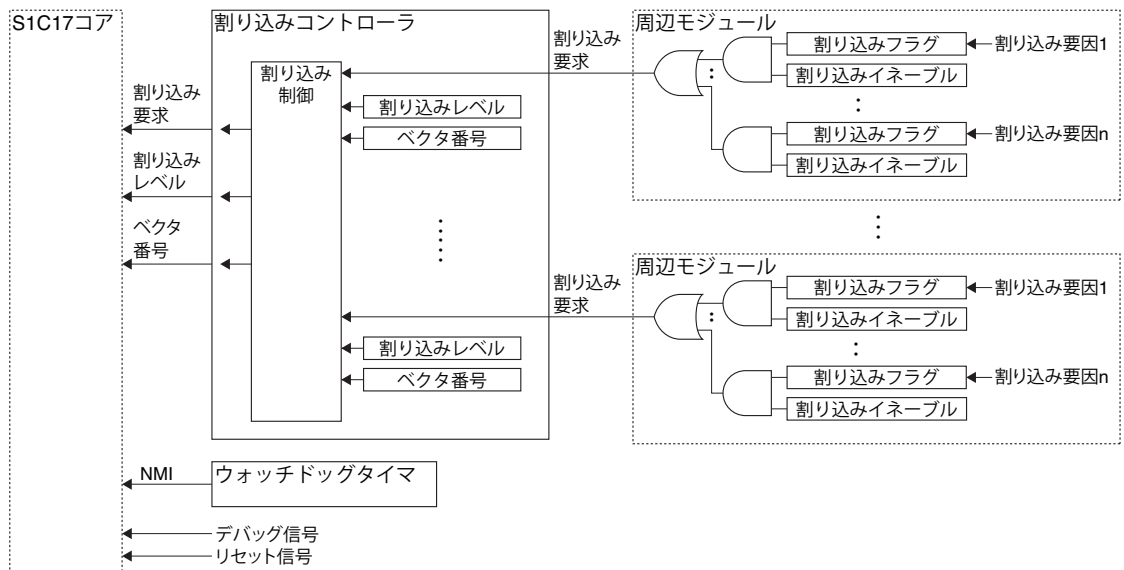 S1C17コア
割り込みコントローラ
割り込み
制御
割り込みレベル
ベクタ番号
割り込み
要求
割り込み
レベル
ベクタ
番号
割り込み
要求
周辺モジュール
割り込みフラグ
割り込み要因1
割り込みイネーブル
割り込みフラグ
割り込み要因n
割り込みイネーブル
割り込み
要求
割り込みレベル
ベクタ番号
周辺モジュール
割り込みフラグ
割り込み要因1
割り込みイネーブル
割り込みフラグ
割り込み要因n
割り込みイネーブル
NMI
ウォッチドッグタイマ
デバッグ信号
リセット信号